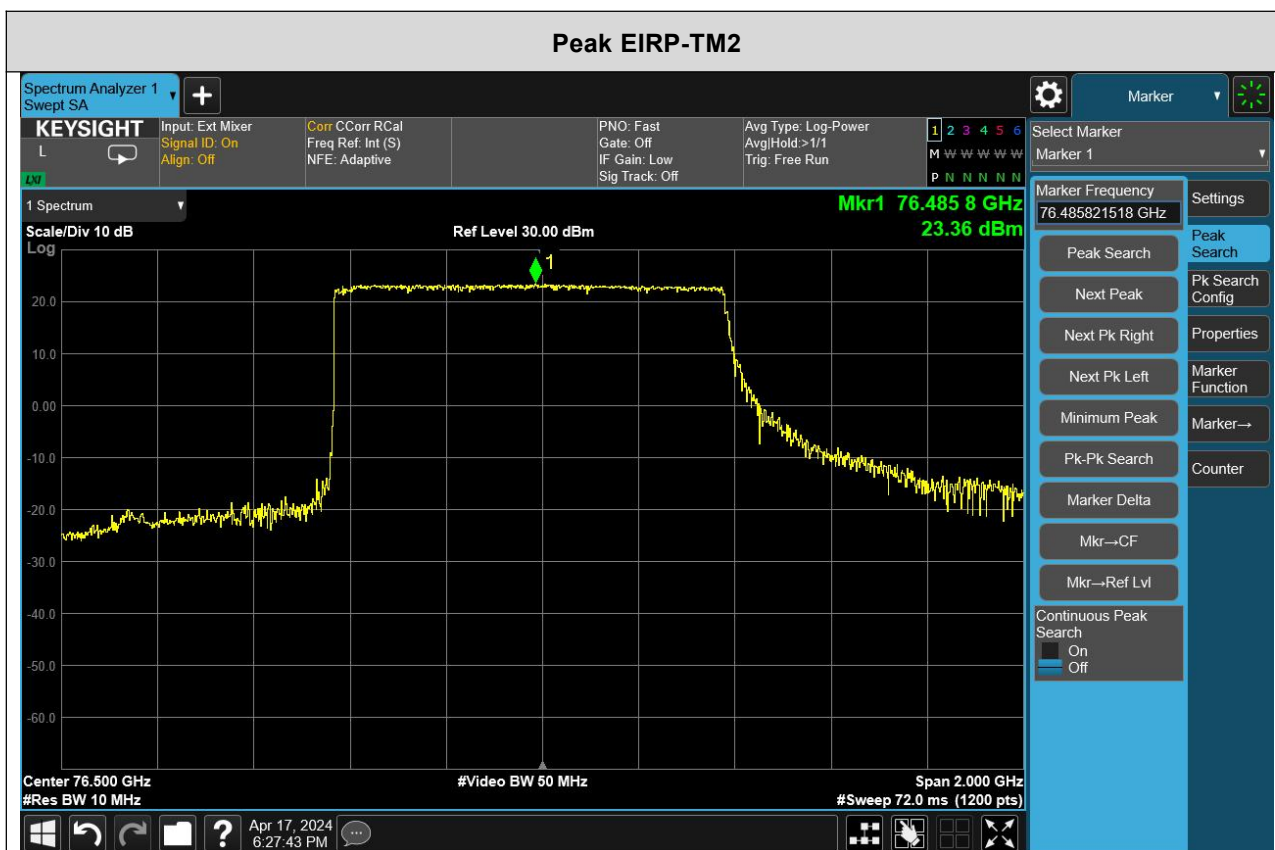 Peak EIRP-TM2
Spectrum Analyzer 1
Swept SA
+
Marker
KEYSIGHT
L
LXI
Input: Ext Mixer
Signal ID: On
Align: Off
Corr CCorr RCal
Freq Ref: Int (S)
NFE: Adaptive
PNO: Fast
Gate: Off
IF Gain: Low
Sig Track: Off
Avg Type: Log-Power
Avg|Hold:>1/1
Trig: Free Run
1 2 3 4 5 6
M W W W W W
P N N N N N
Select Marker
Marker 1
1 Spectrum
Scale/Div 10 dB
Log
Ref Level 30.00 dBm
Mkr1 76.485 8 GHz
23.36 dBm
1
20.0
10.0
0.00
-10.0
-20.0
-30.0
-40.0
-50.0
-60.0
Center 76.500 GHz
#Res BW 10 MHz
#Video BW 50 MHz
Span 2.000 GHz
#Sweep 72.0 ms (1200 pts)
Marker Frequency
76.485821518 GHz
Peak Search
Next Peak
Next Pk Right
Next Pk Left
Minimum Peak
Pk-Pk Search
Marker Delta
Mkr→CF
Mkr→Ref Lvl
Continuous Peak
Search
On
Off
Settings
Peak
Search
Pk Search
Config
Properties
Marker
Function
Marker→
Counter
?
Apr 17, 2024
6:27:43 PM